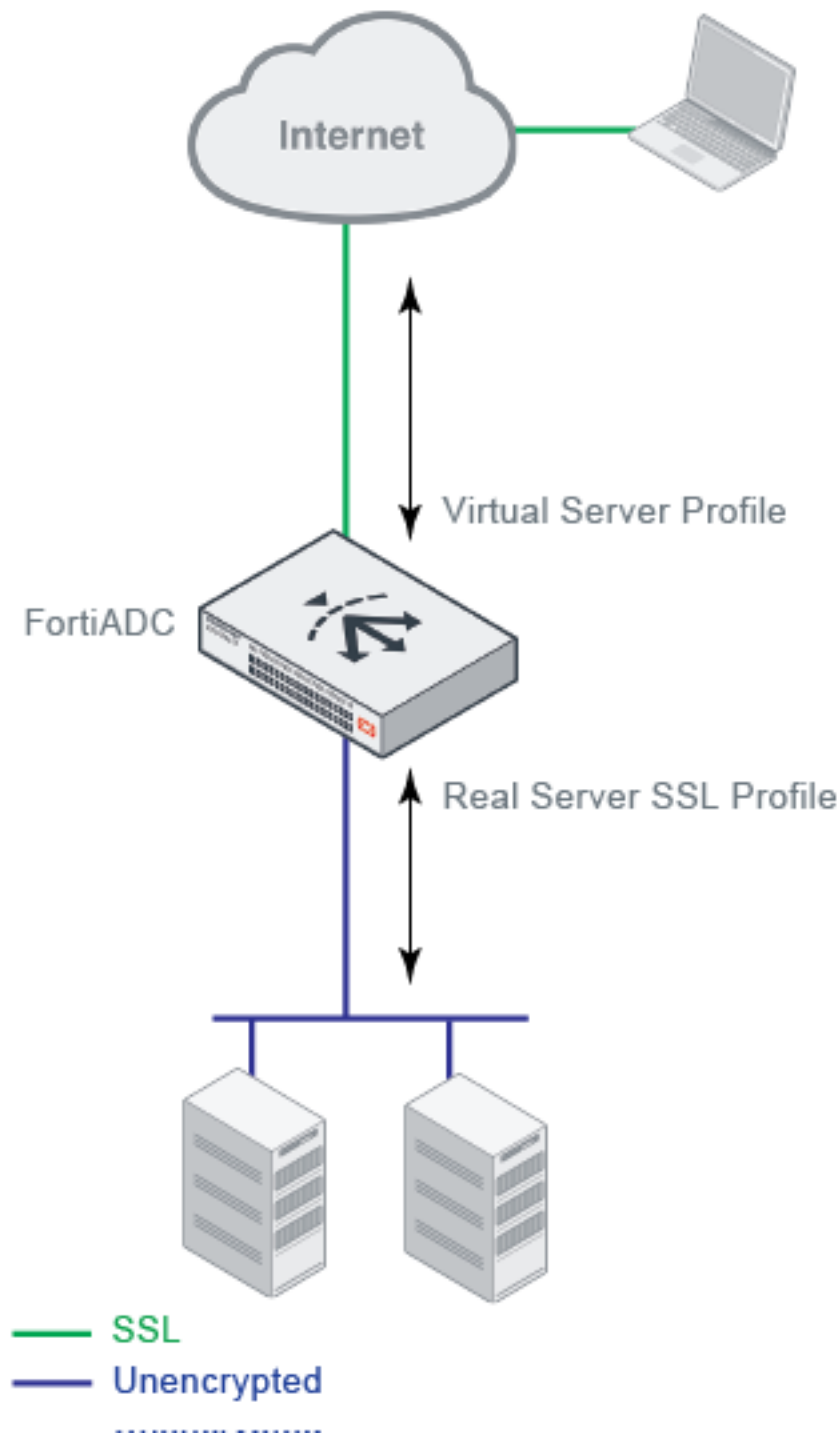 Internet
Virtual Server Profile
FortiADC
Real Server SSL Profile
SSL
Unencrypted